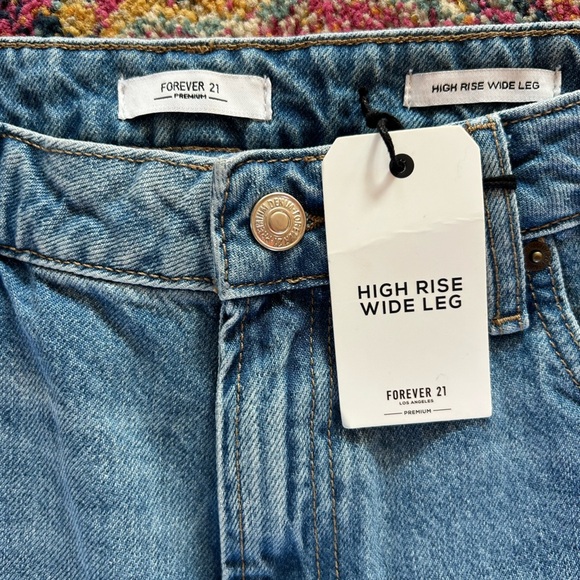 FOREVER 21
PREMIUM
HIGH RISE WIDE LEG
HIGH RISE
WIDE LEG
FOREVER 21
LOS ANGELES
PREMIUM